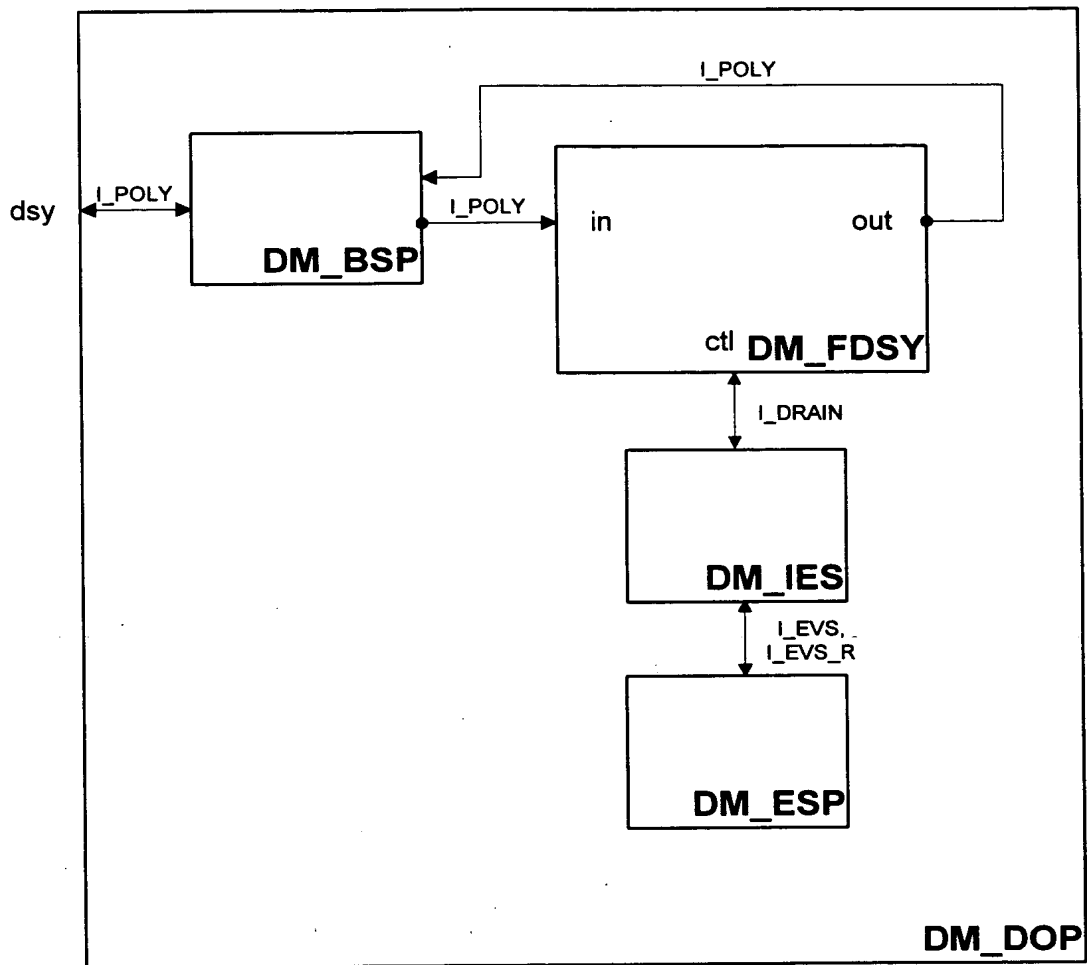 I_POLY
I_POLY
dsy
I_POLY
in
out
DM_BSP
ctl
DM_FDSY
I_DRAIN
DM_IES
I_EVS,
I_EVS_R
DM_ESP
DM_DOP